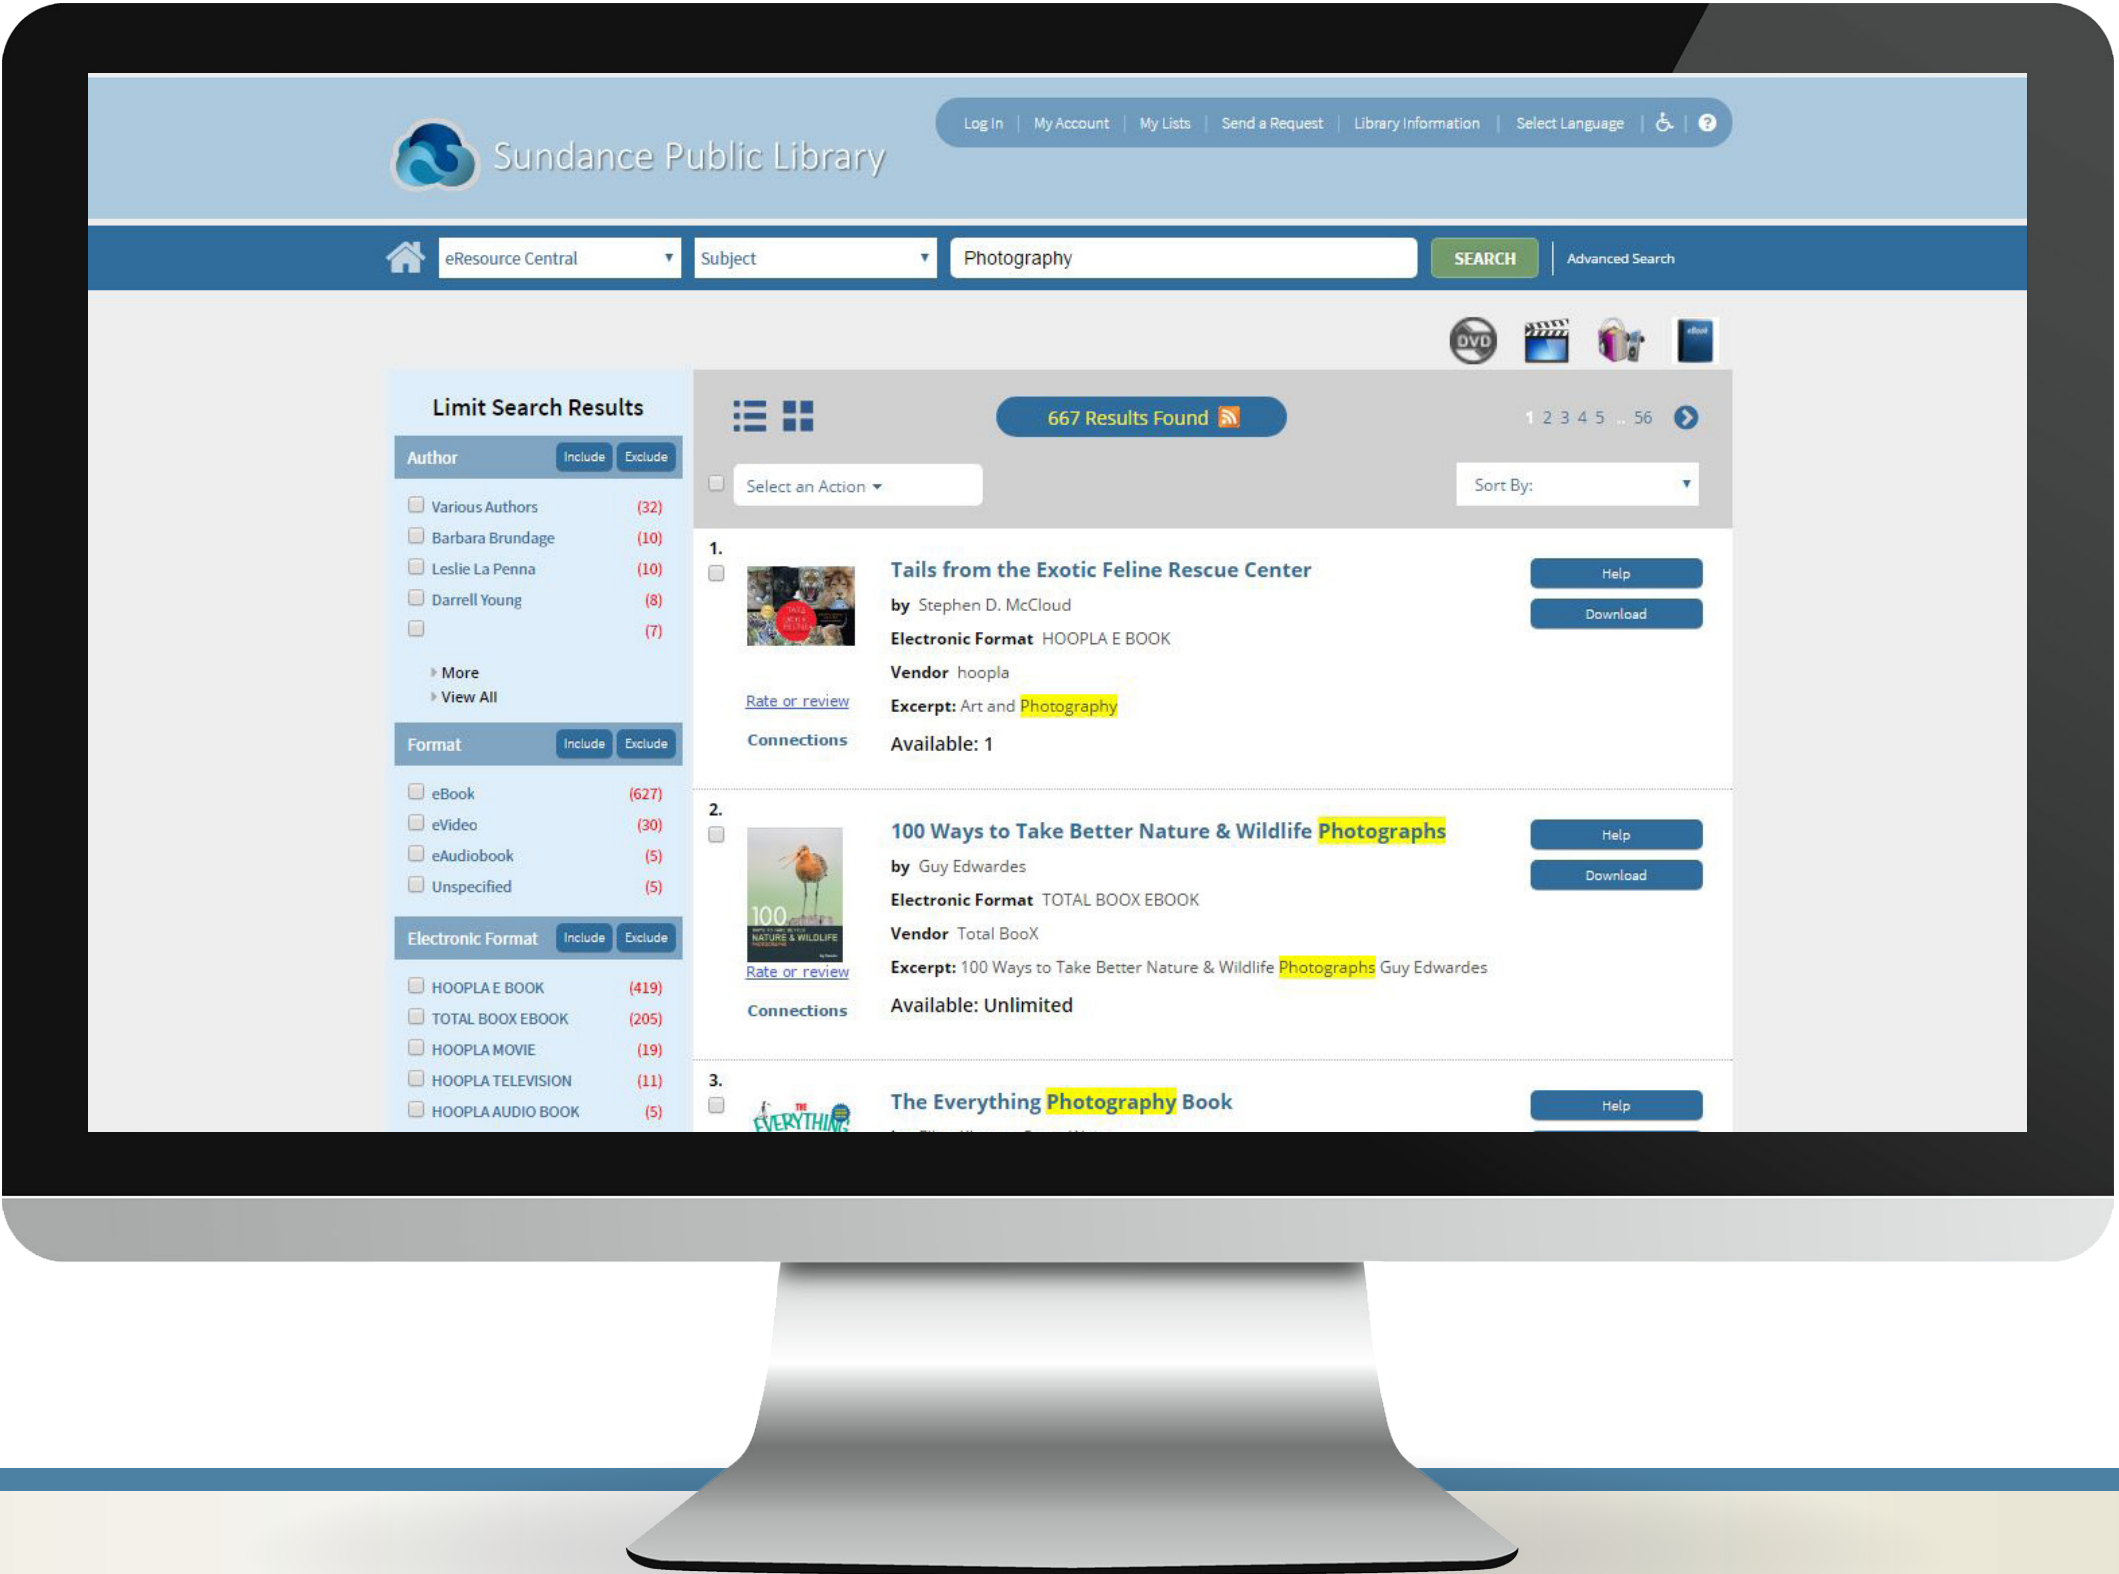 Log In | My Account | My Lists | Send a Request | Library Information | Select Language | ?
Sundance Public Library
eResource Central Subject Photography SEARCH Advanced Search
DVD eBook
Limit Search Results
667 Results Found
1 2 3 4 5 .. 56
Select an Action
Sort By:
Author Include Exclude
Various Authors (32)
Barbara Brundage (10)
Leslie La Penna (10)
Darrell Young (8)
(7)
More
View All
Format Include Exclude
eBook (627)
eVideo (30)
eAudiobook (5)
Unspecified (5)
Electronic Format Include Exclude
HOOPLA E BOOK (419)
TOTAL BOOX EBOOK (205)
HOOPLA MOVIE (19)
HOOPLA TELEVISION (11)
HOOPLA AUDIO BOOK (5)
1.
Tails from the Exotic Feline Rescue Center
by Stephen D. McCloud
Electronic Format HOOPLA E BOOK
Vendor hoopla
Excerpt: Art and Photography
Available: 1
Rate or review
Connections
Help
Download
2.
100 Ways to Take Better Nature & Wildlife Photographs
by Guy Edwardes
Electronic Format TOTAL BOOX EBOOK
Vendor Total BooX
Excerpt: 100 Ways to Take Better Nature & Wildlife Photographs Guy Edwardes
Available: Unlimited
100
NATURE & WILDLIFE
Rate or review
Connections
Help
Download
3.
The Everything Photography Book
THE
EVERYTHING
Help